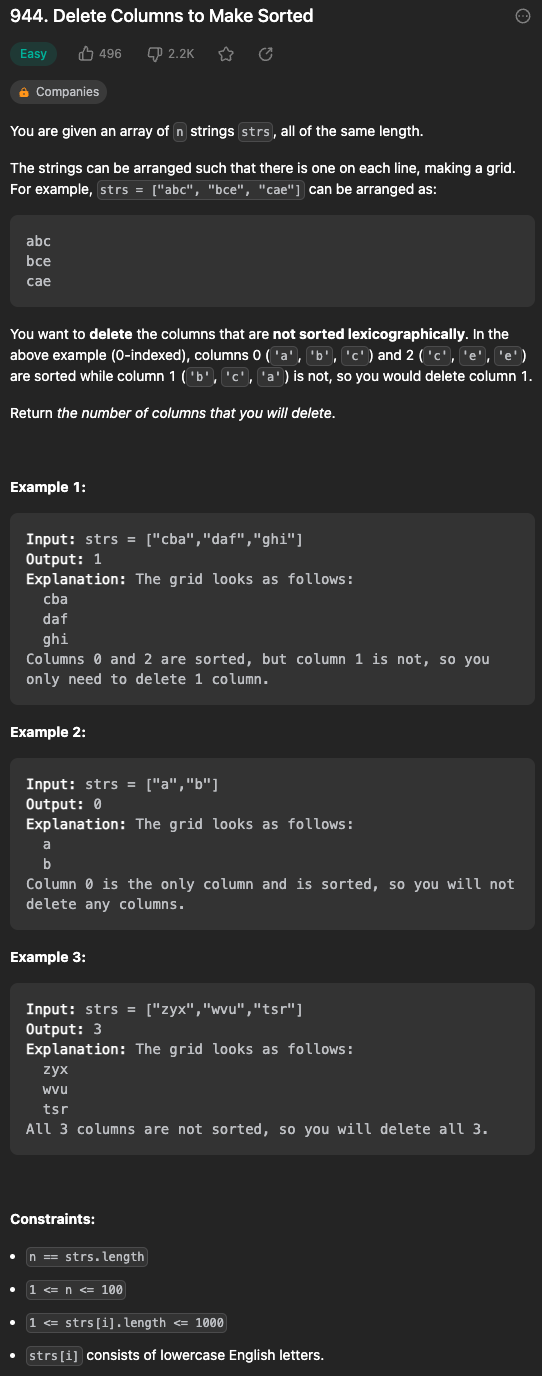 944. Delete Columns to Make Sorted
Easy 496 2.2K
Companies
You are given an array of n strings strs, all of the same length.
The strings can be arranged such that there is one on each line, making a grid.
For example, strs = ["abc", "bce", "cae"] can be arranged as:
abc
bce
cae
You want to delete the columns that are not sorted lexicographically. In the
above example (0-indexed), columns 0 ('a', 'b', 'c') and 2 ('c', 'e', 'e')
are sorted while column 1 ('b', 'c', 'a') is not, so you would delete column 1.
Return the number of columns that you will delete.
Example 1:
Input: strs = ["cba","daf","ghi"]
Output: 1
Explanation: The grid looks as follows:
cba
daf
ghi
Columns 0 and 2 are sorted, but column 1 is not, so you
only need to delete 1 column.
Example 2:
Input: strs = ["a","b"]
Output: 0
Explanation: The grid looks as follows:
a
b
Column 0 is the only column and is sorted, so you will not
delete any columns.
Example 3:
Input: strs = ["zyx","wvu","tsr"]
Output: 3
Explanation: The grid looks as follows:
zyx
wvu
tsr
All 3 columns are not sorted, so you will delete all 3.
Constraints:
• n == strs.length
• 1 <= n <= 100
• 1 <= strs[i].length <= 1000
• strs[i] consists of lowercase English letters.